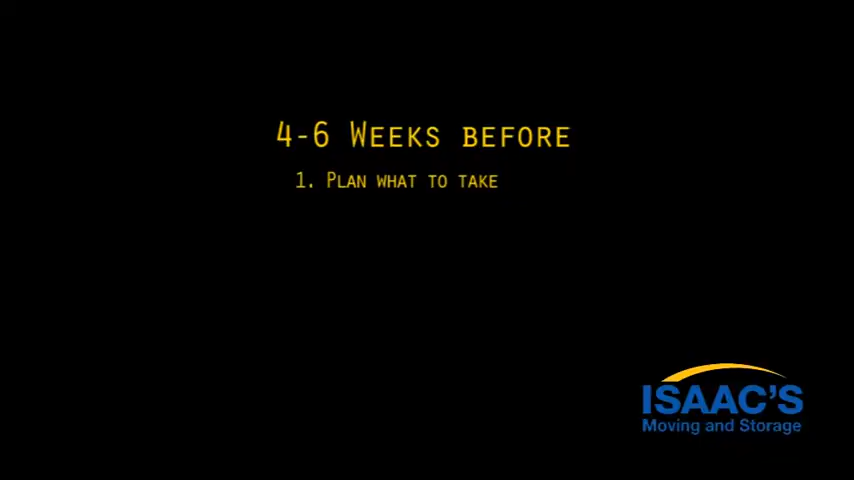 4-6 Weeks before
1. Plan what to take
ISAAC'S
Moving and Storage